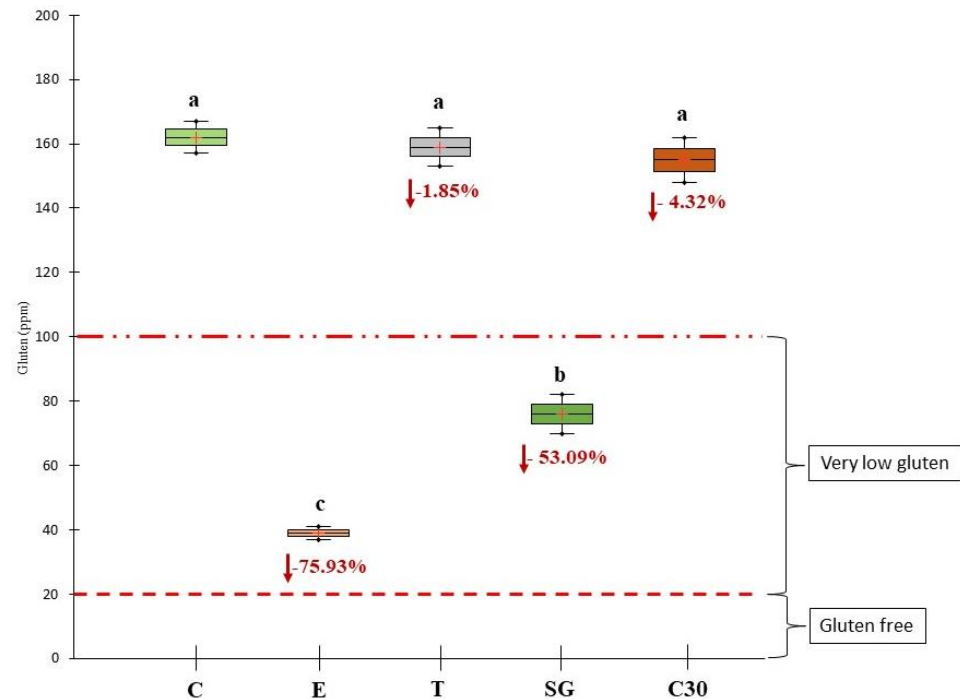 200
180
160
140
120
100
80
60
40
20
0
Gluten (ppm)
a
a
a
-1.85%
- 4.32%
b
- 53.09%
c
-75.93%
Very low gluten
Gluten free
C
E
T
SG
C30